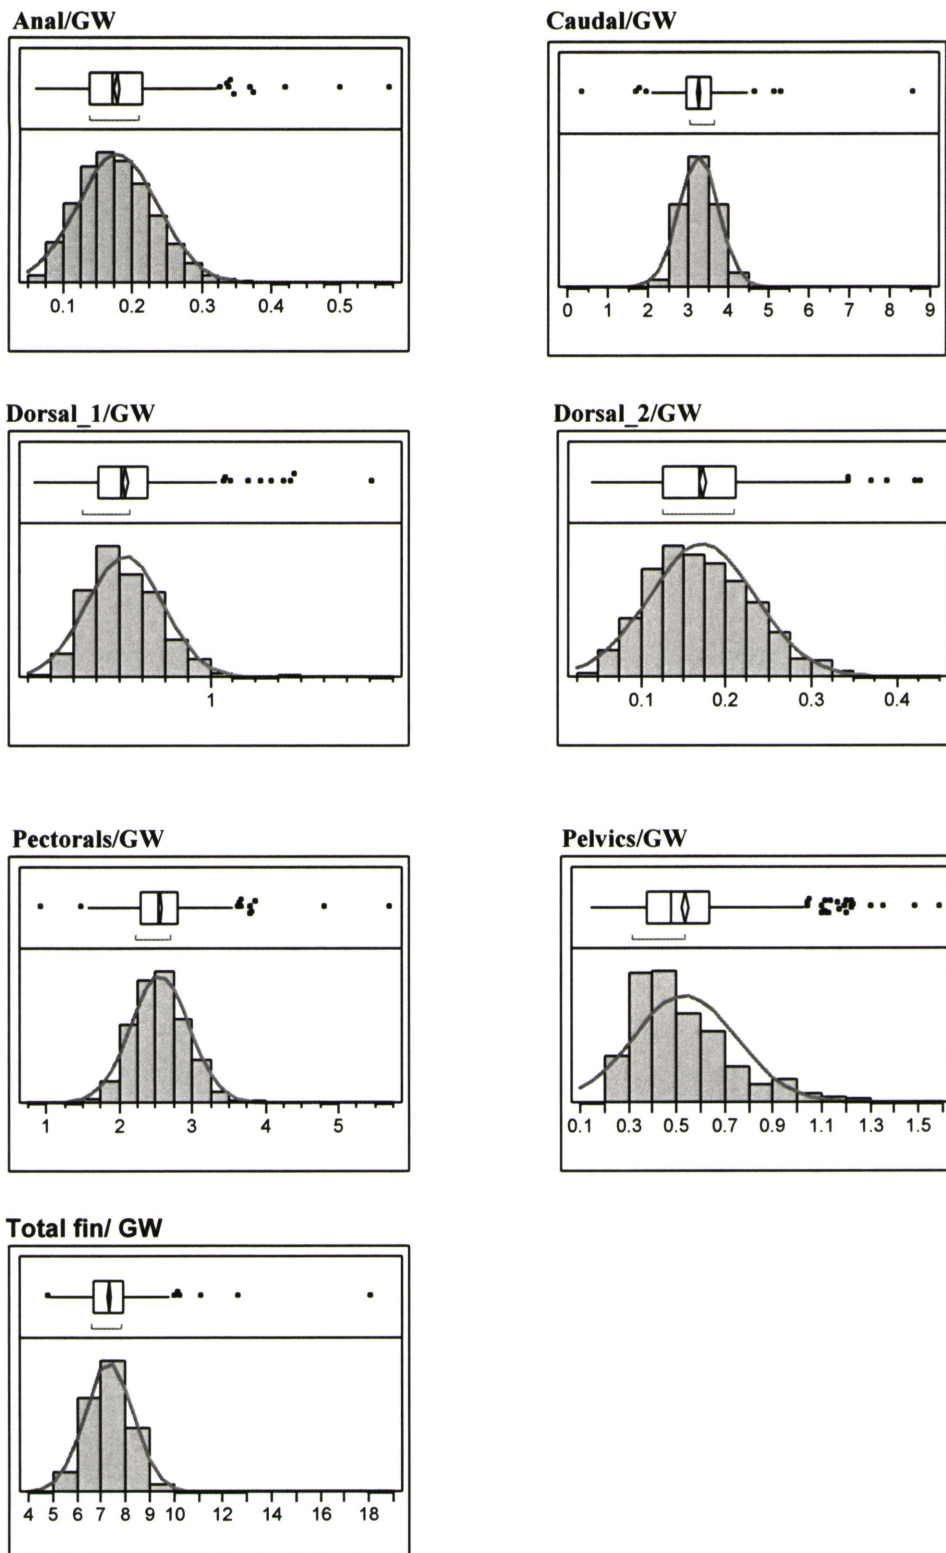 Anal/GW
0.1 0.2 0.3 0.4 0.5
Caudal/GW
0 1 2 3 4 5 6 7 8 9
Dorsal_1/GW
1
Dorsal_2/GW
0.1 0.2 0.3 0.4
Pectorals/GW
1 2 3 4 5
Pelvics/GW
0.1 0.3 0.5 0.7 0.9 1.1 1.3 1.5
Total fin/ GW
4 5 6 7 8 9 10 12 14 16 18